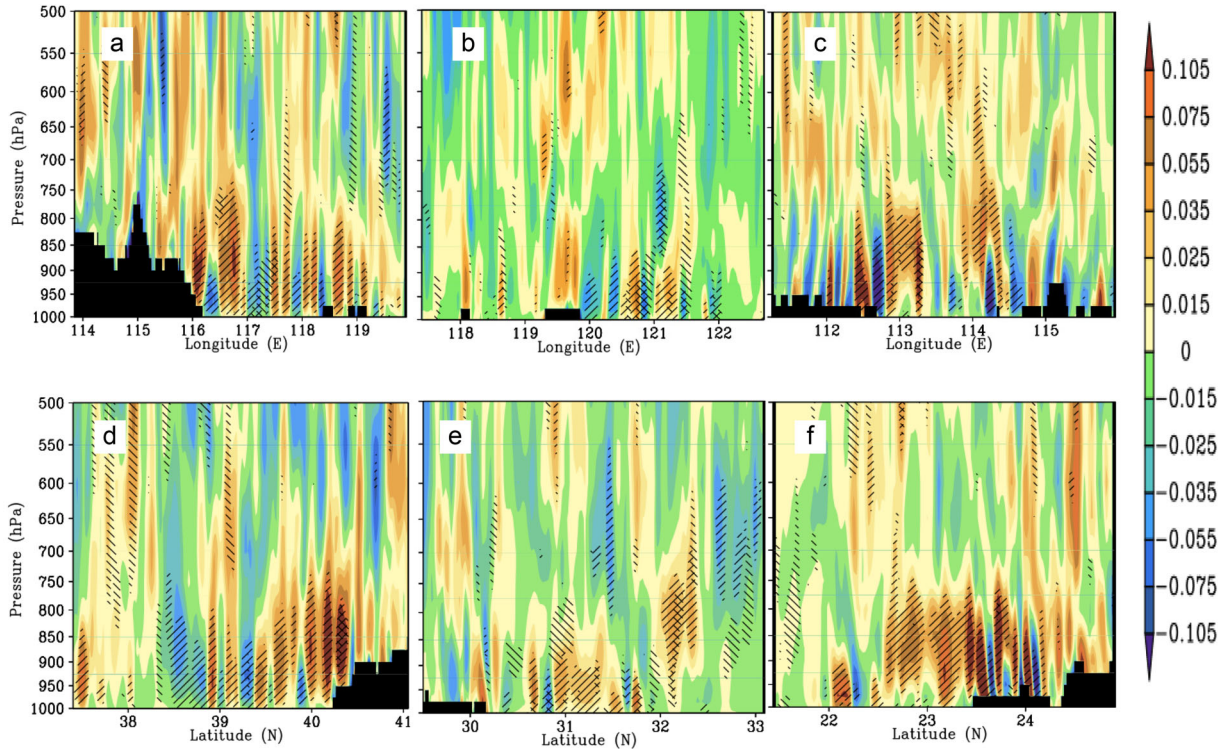 500 550 600 650 700 750 800 850 900 950 1000
Pressure (hPa)
a
114 115 116 117 118 119
Longitude (E)
b
118 119 120 121 122
Longitude (E)
c
112 113 114 115
Longitude (E)
0.105
0.075
0.055
0.035
0.025
0.015
0
-0.015
-0.025
-0.035
-0.055
-0.075
-0.105
500 550 600 650 700 750 800 850 900 950 1000
Pressure (hPa)
d
38 39 40 41
Latitude (N)
e
30 31 32 33
Latitude (N)
f
22 23 24
Latitude (N)